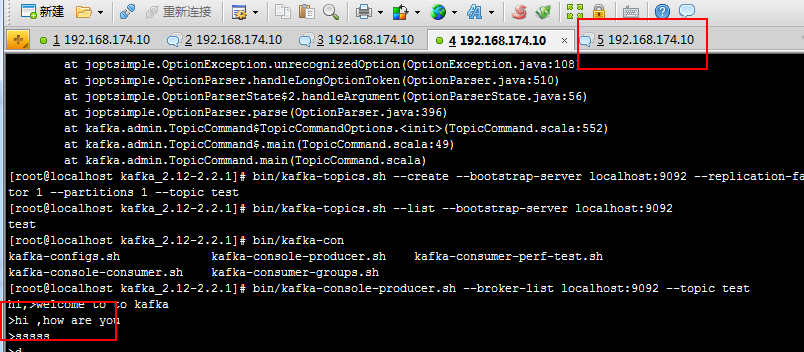 新建 重新连接
1 192.168.174.10 2 192.168.174.10 3 192.168.174.10 4 192.168.174.10 × 5 192.168.174.10
at joptsimple.OptionException.unrecognizedOption(OptionException.java:108
at joptsimple.OptionParser.handleLongOptionToken(OptionParser.java:510)
at joptsimple.OptionParserState$2.handleArgument(OptionParserState.java:56)
at joptsimple.OptionParser.parse(OptionParser.java:396)
at kafka.admin.TopicCommand$TopicCommandOptions.<init>(TopicCommand.scala:552)
at kafka.admin.TopicCommand$.main(TopicCommand.scala:49)
at kafka.admin.TopicCommand.main(TopicCommand.scala)
[root@localhost kafka_2.12-2.2.1]# bin/kafka-topics.sh --create --bootstrap-server localhost:9092 --replication-fa
tor 1 --partitions 1 --topic test
[root@localhost kafka_2.12-2.2.1]# bin/kafka-topics.sh --list --bootstrap-server localhost:9092
test
[root@localhost kafka_2.12-2.2.1]# bin/kafka-con
kafka-configs.sh kafka-console-producer.sh kafka-consumer-perf-test.sh
kafka-console-consumer.sh kafka-consumer-groups.sh
[root@localhost kafka_2.12-2.2.1]# bin/kafka-console-producer.sh --broker-list localhost:9092 --topic test
hi,>welcome to to kafka
>hi ,how are you
>sssss
>d